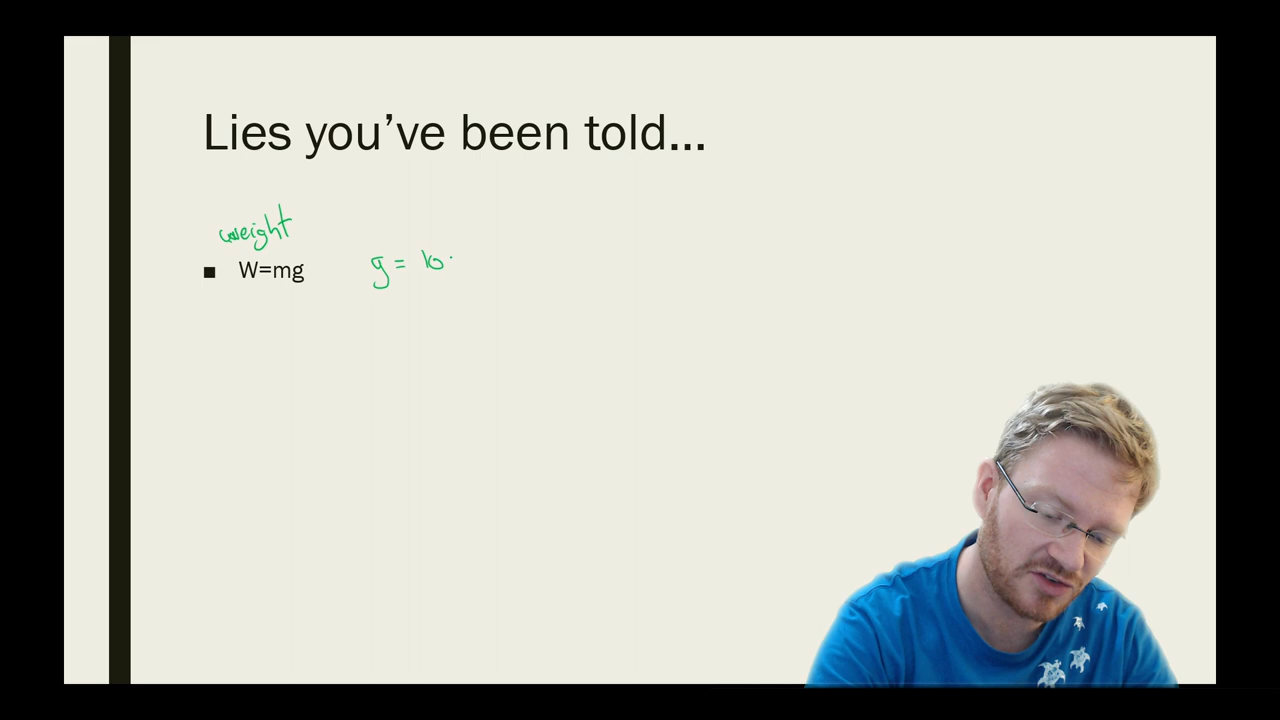 Lies you’ve been told...
weight
■ W=mg g = 10.